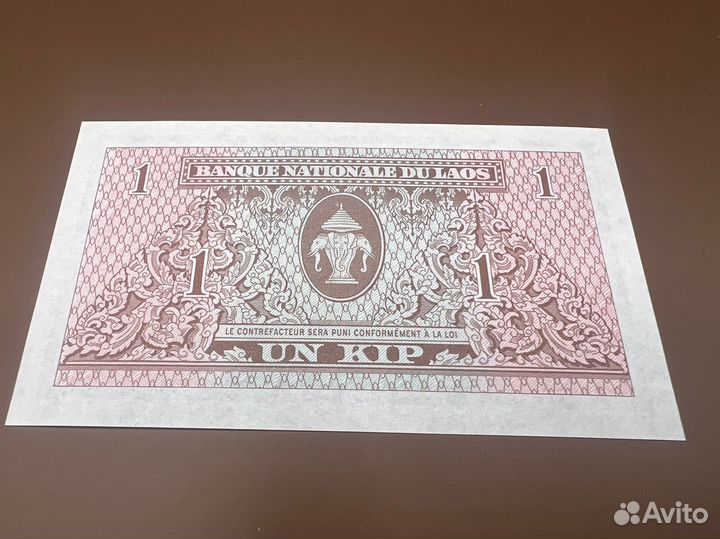 1 BANQUE NATIONALE DU LAOS 1
1 1
LE CONTREFACTEUR SERA PUNI CONFORMÉMENT À LA LOI
UN KIP
Avito